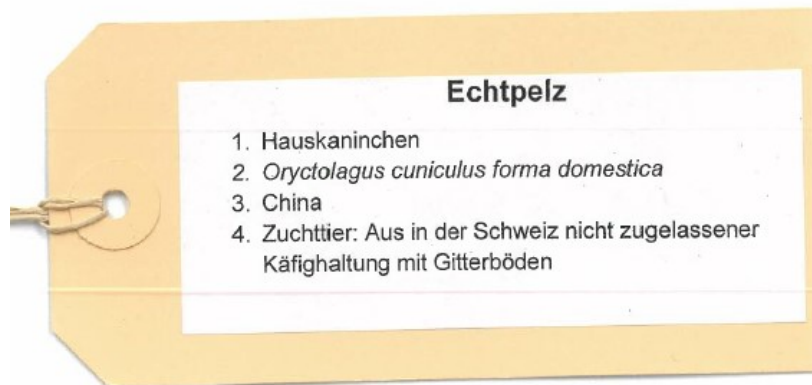 Echtpelz
1. Hauskaninchen
2. Oryctolagus cuniculus forma domestica
3. China
4. Zuchttier: Aus in der Schweiz nicht zugelassener
Käfighaltung mit Gitterböden